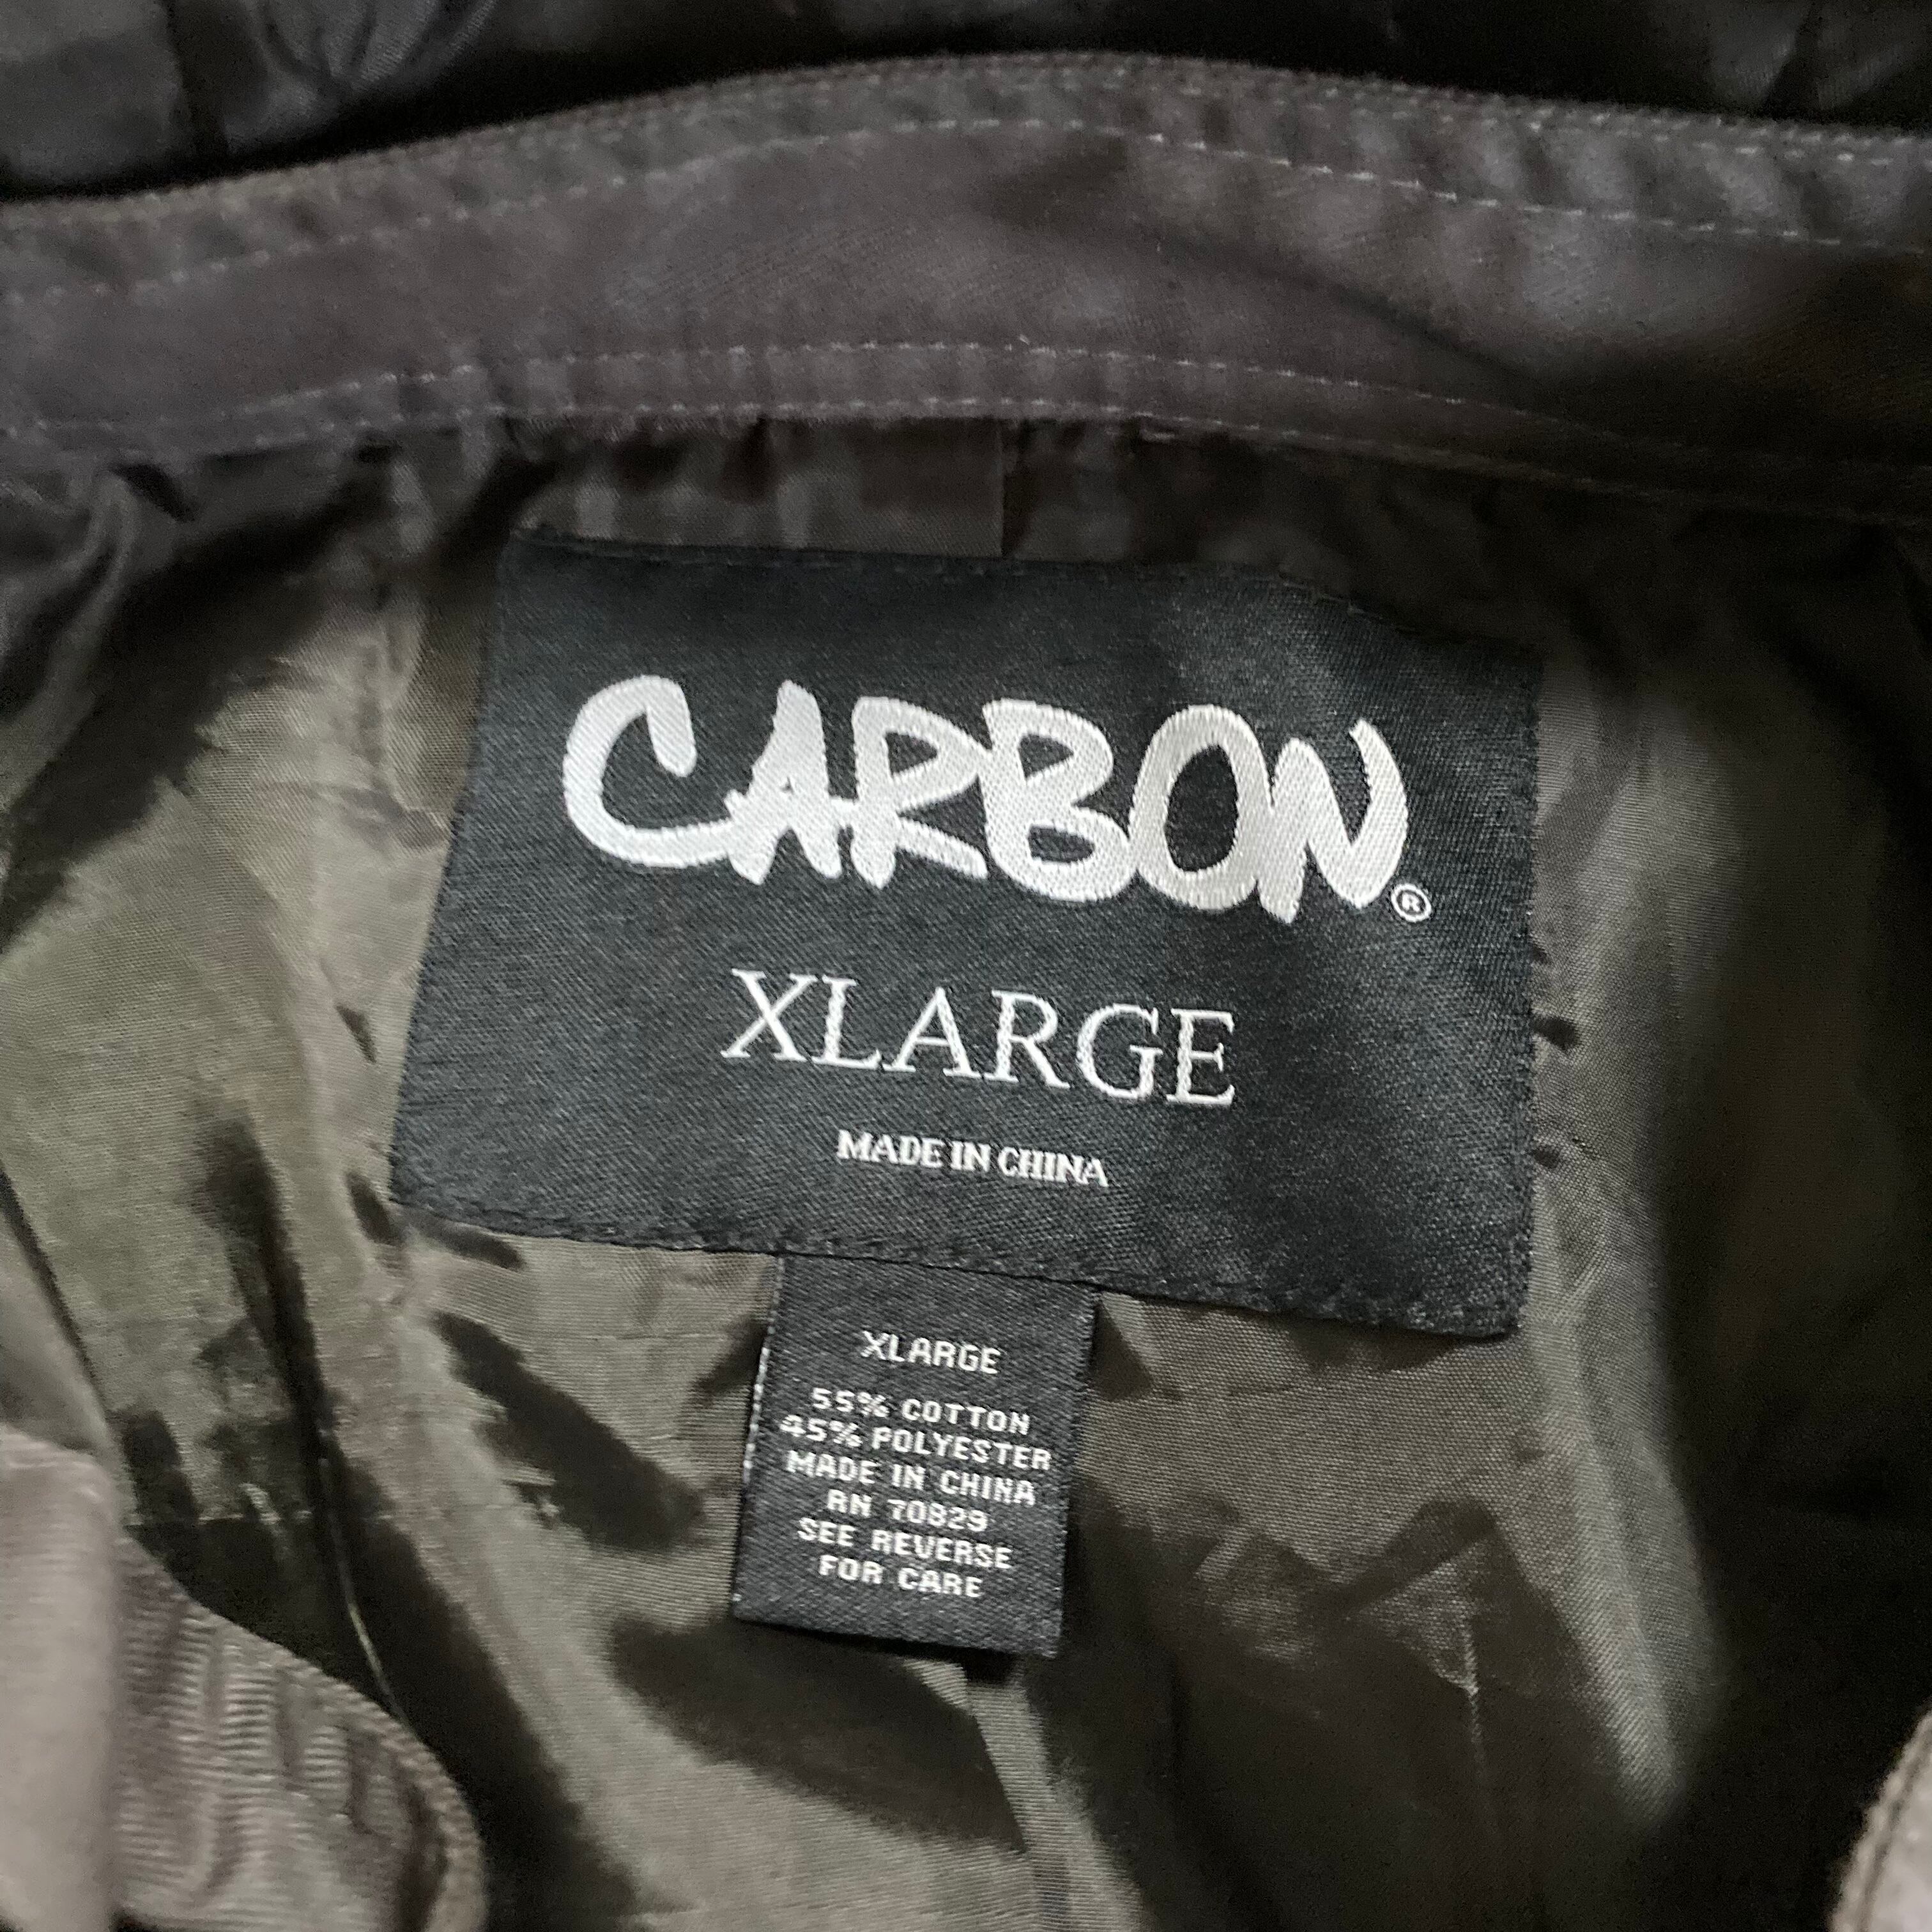 CARBON®
XLARGE
MADE IN CHINA
XLARGE
55% COTTON
45% POLYESTER
MADE IN CHINA
RN 70829
SEE REVERSE
FOR CARE